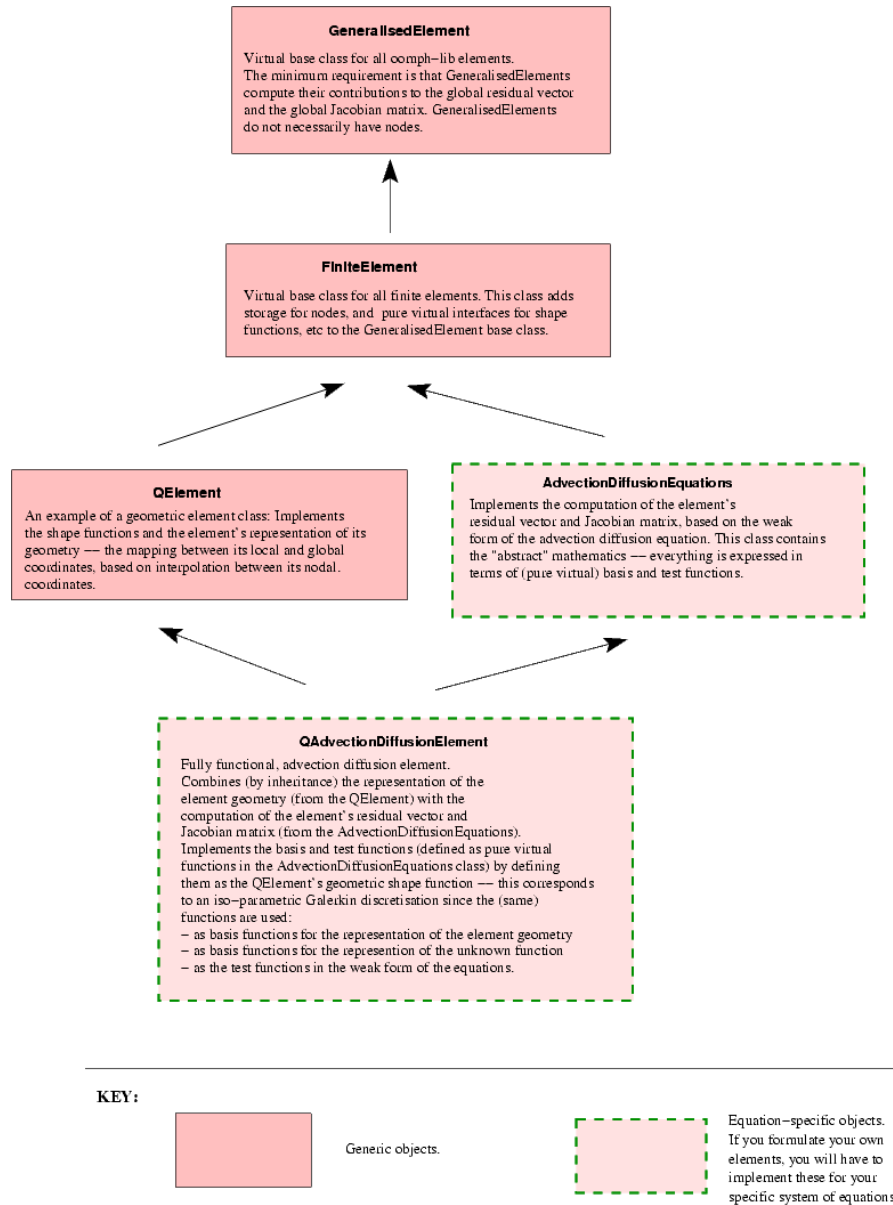 GeneralisedElement
Virtual base class for all oomph-lib elements.
The minimum requirement is that GeneralisedElements
compute their contributions to the global residual vector
and the global Jacobian matrix. GeneralisedElements
do not necessarily have nodes.
FiniteElement
Virtual base class for all finite elements. This class adds
storage for nodes, and pure virtual interfaces for shape
functions, etc to the GeneralisedElement base class.
QElement
An example of a geometric element class: Implements
the shape functions and the element's representation of its
geometry –– the mapping between its local and global
coordinates, based on interpolation between its nodal.
coordinates.
AdvectionDiffusionEquations
Implements the computation of the element's
residual vector and Jacobian matrix, based on the weak
form of the advection diffusion equation. This class contains
the "abstract" mathematics –– everything is expressed in
terms of (pure virtual) basis and test functions.
QAdvectionDiffusionElement
Fully functional, advection diffusion element.
Combines (by inheritance) the representation of the
element geometry (from the QElement) with the
computation of the element's residual vector and
Jacobian matrix (from the AdvectionDiffusionEquations).
Implements the basis and test functions (defined as pure virtual
functions in the AdvectionDiffusionEquations class) by defining
them as the QElement's geometric shape function –– this corresponds
to an iso-parametric Galerkin discretisation since the (same)
functions are used:
– as basis functions for the representation of the element geometry
– as basis functions for the represention of the unknown function
– as the test functions in the weak form of the equations.
KEY:
Generic objects.
Equation-specific objects.
If you formulate your own
elements, you will have to
implement these for your
specific system of equations